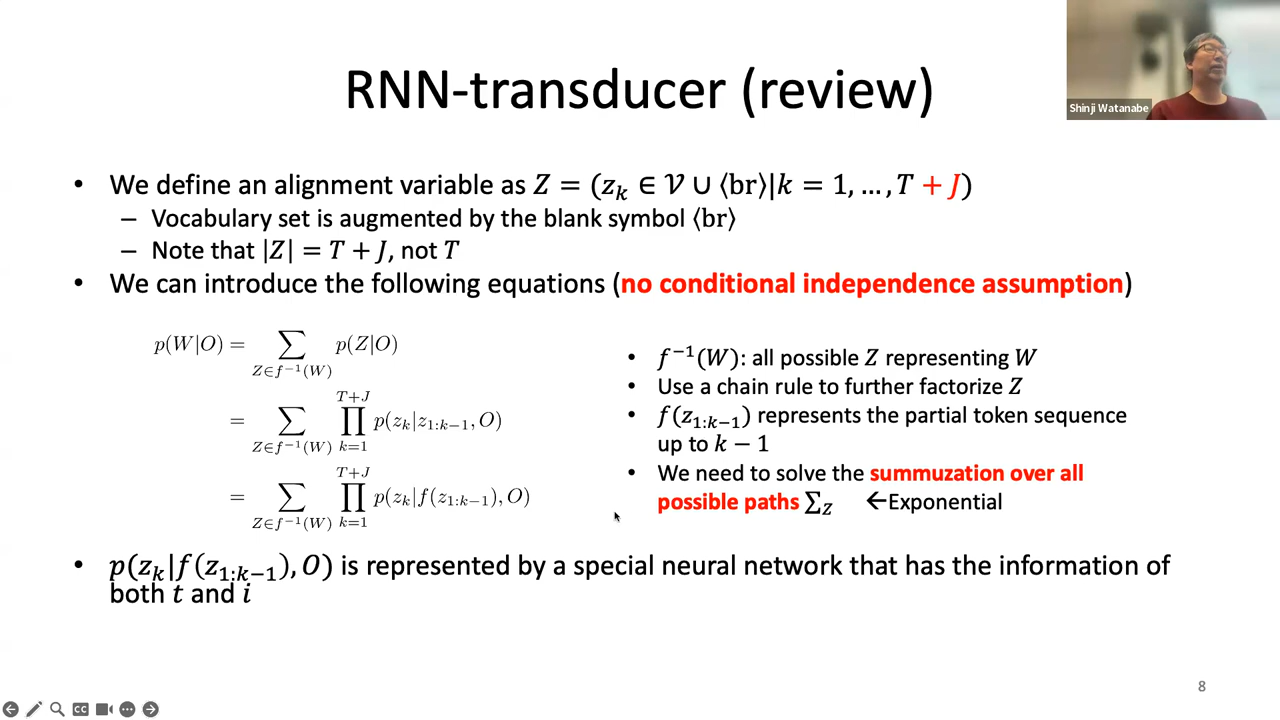 RNN-transducer (review)
Shinji Watanabe
• We define an alignment variable as Z = (z_k ∈ 𝒱 ∪ ⟨br⟩|k = 1, … , T + J)
– Vocabulary set is augmented by the blank symbol ⟨br⟩
– Note that |Z| = T + J, not T
• We can introduce the following equations (no conditional independence assumption)
p(W|O) = ∑_{Z∈f^{−1}(W)} p(Z|O)
= ∑_{Z∈f^{−1}(W)} ∏_{k=1}^{T+J} p(z_k|z_{1:k−1}, O)
= ∑_{Z∈f^{−1}(W)} ∏_{k=1}^{T+J} p(z_k|f(z_{1:k−1}), O)
• f^{−1}(W): all possible Z representing W
• Use a chain rule to further factorize Z
• f(z_{1:k−1}) represents the partial token sequence
up to k − 1
• We need to solve the summuzation over all
possible paths ∑_Z ←Exponential
• p(z_k|f(z_{1:k−1}), O) is represented by a special neural network that has the information of
both t and i
8
CC